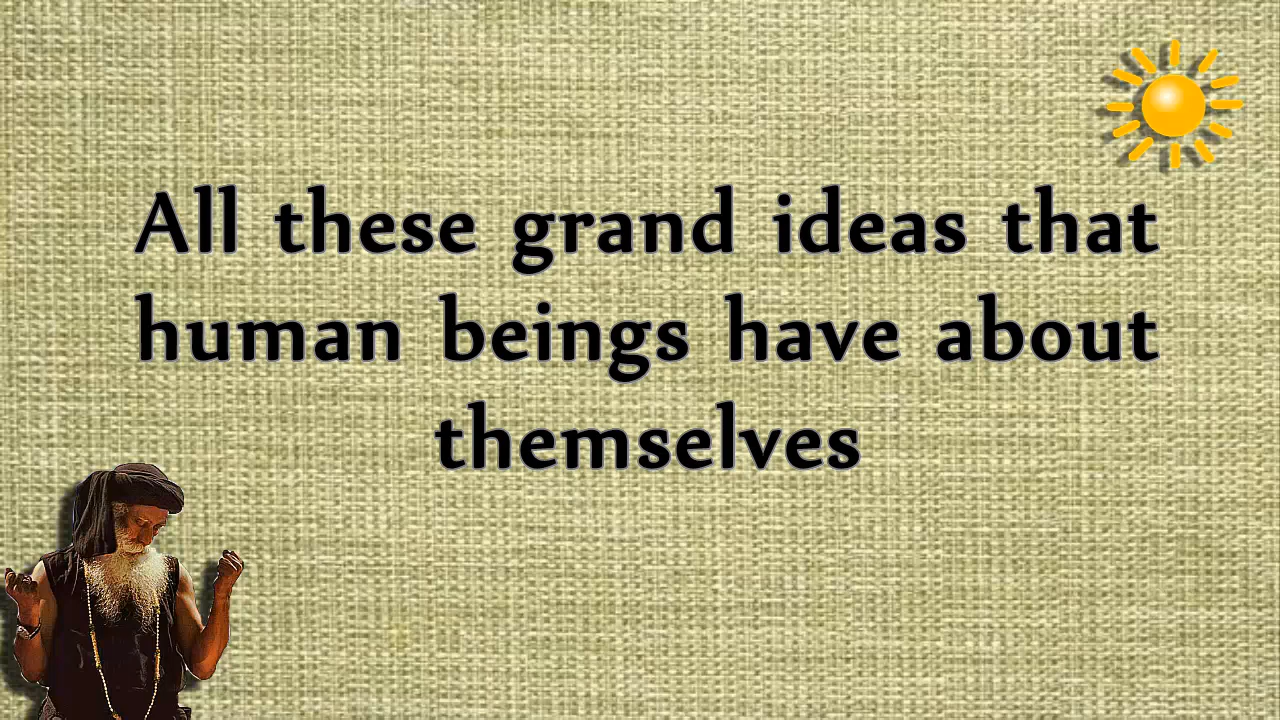 All these grand ideas that
human beings have about
themselves